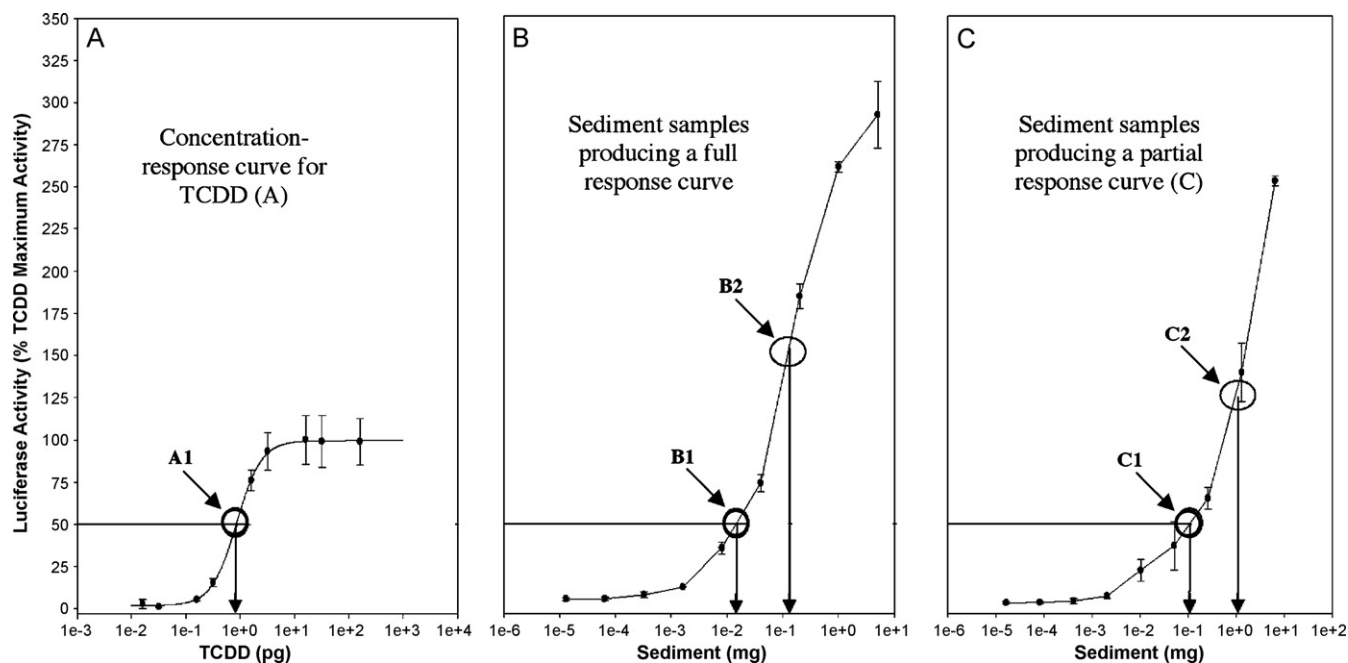 Luciferase Activity (% TCDD Maximum Activity)
350
325
300
275
250
225
200
175
150
125
100
75
50
25
0
A
Concentration-
response curve for
TCDD (A)
A1
1e-3 1e-2 1e-1 1e+0 1e+1 1e+2 1e+3 1e+4
TCDD (pg)
B
Sediment samples
producing a full
response curve
B2
B1
1e-6 1e-5 1e-4 1e-3 1e-2 1e-1 1e+0 1e+1
Sediment (mg)
C
Sediment samples
producing a partial
response curve (C)
C2
C1
1e-6 1e-5 1e-4 1e-3 1e-2 1e-1 1e+0 1e+1 1e+2
Sediment (mg)